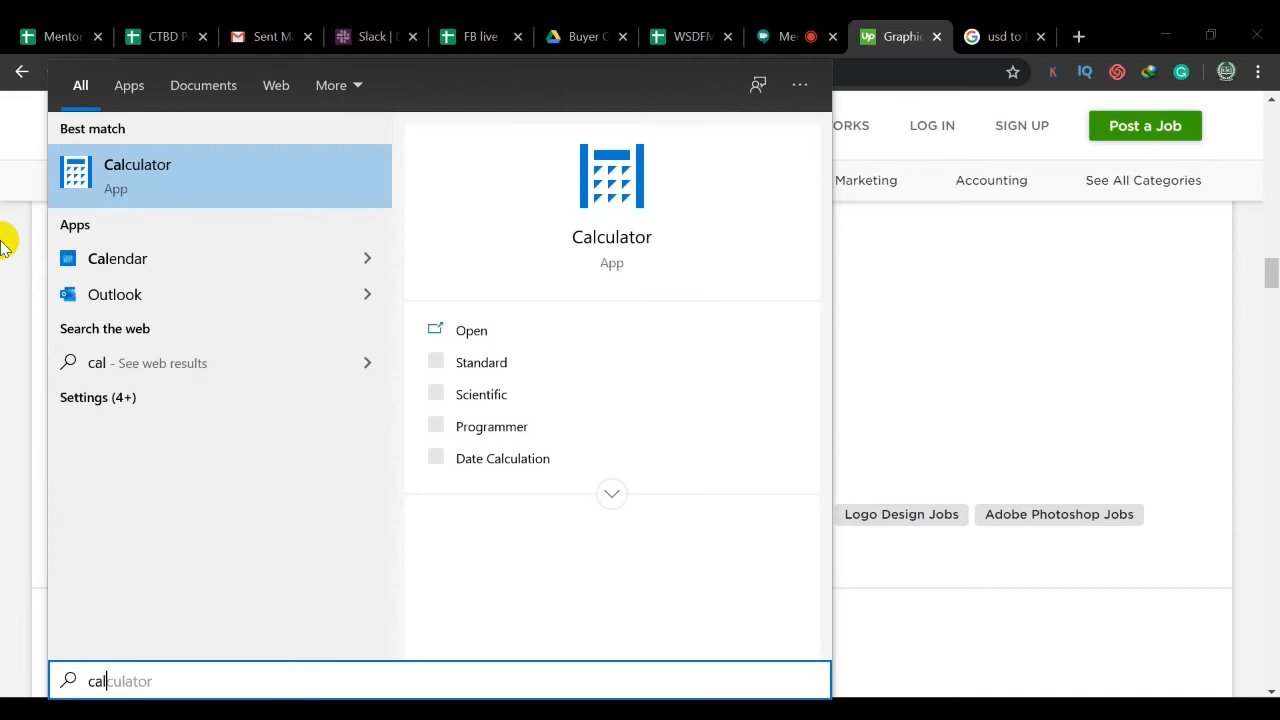 Mentor
CTBD P
Sent Ma
Slack | E
FB live
Buyer C
WSDFM
Me
Up
Graphic
usd to
K
IQ
All
Apps
Documents
Web
More
ORKS
LOG IN
SIGN UP
Post a Job
Best match
Calculator
App
Marketing
Accounting
See All Categories
Apps
Calendar
Outlook
Search the web
cal - See web results
Settings (4+)
Calculator
App
Open
Standard
Scientific
Programmer
Date Calculation
Logo Design Jobs
Adobe Photoshop Jobs
calculator